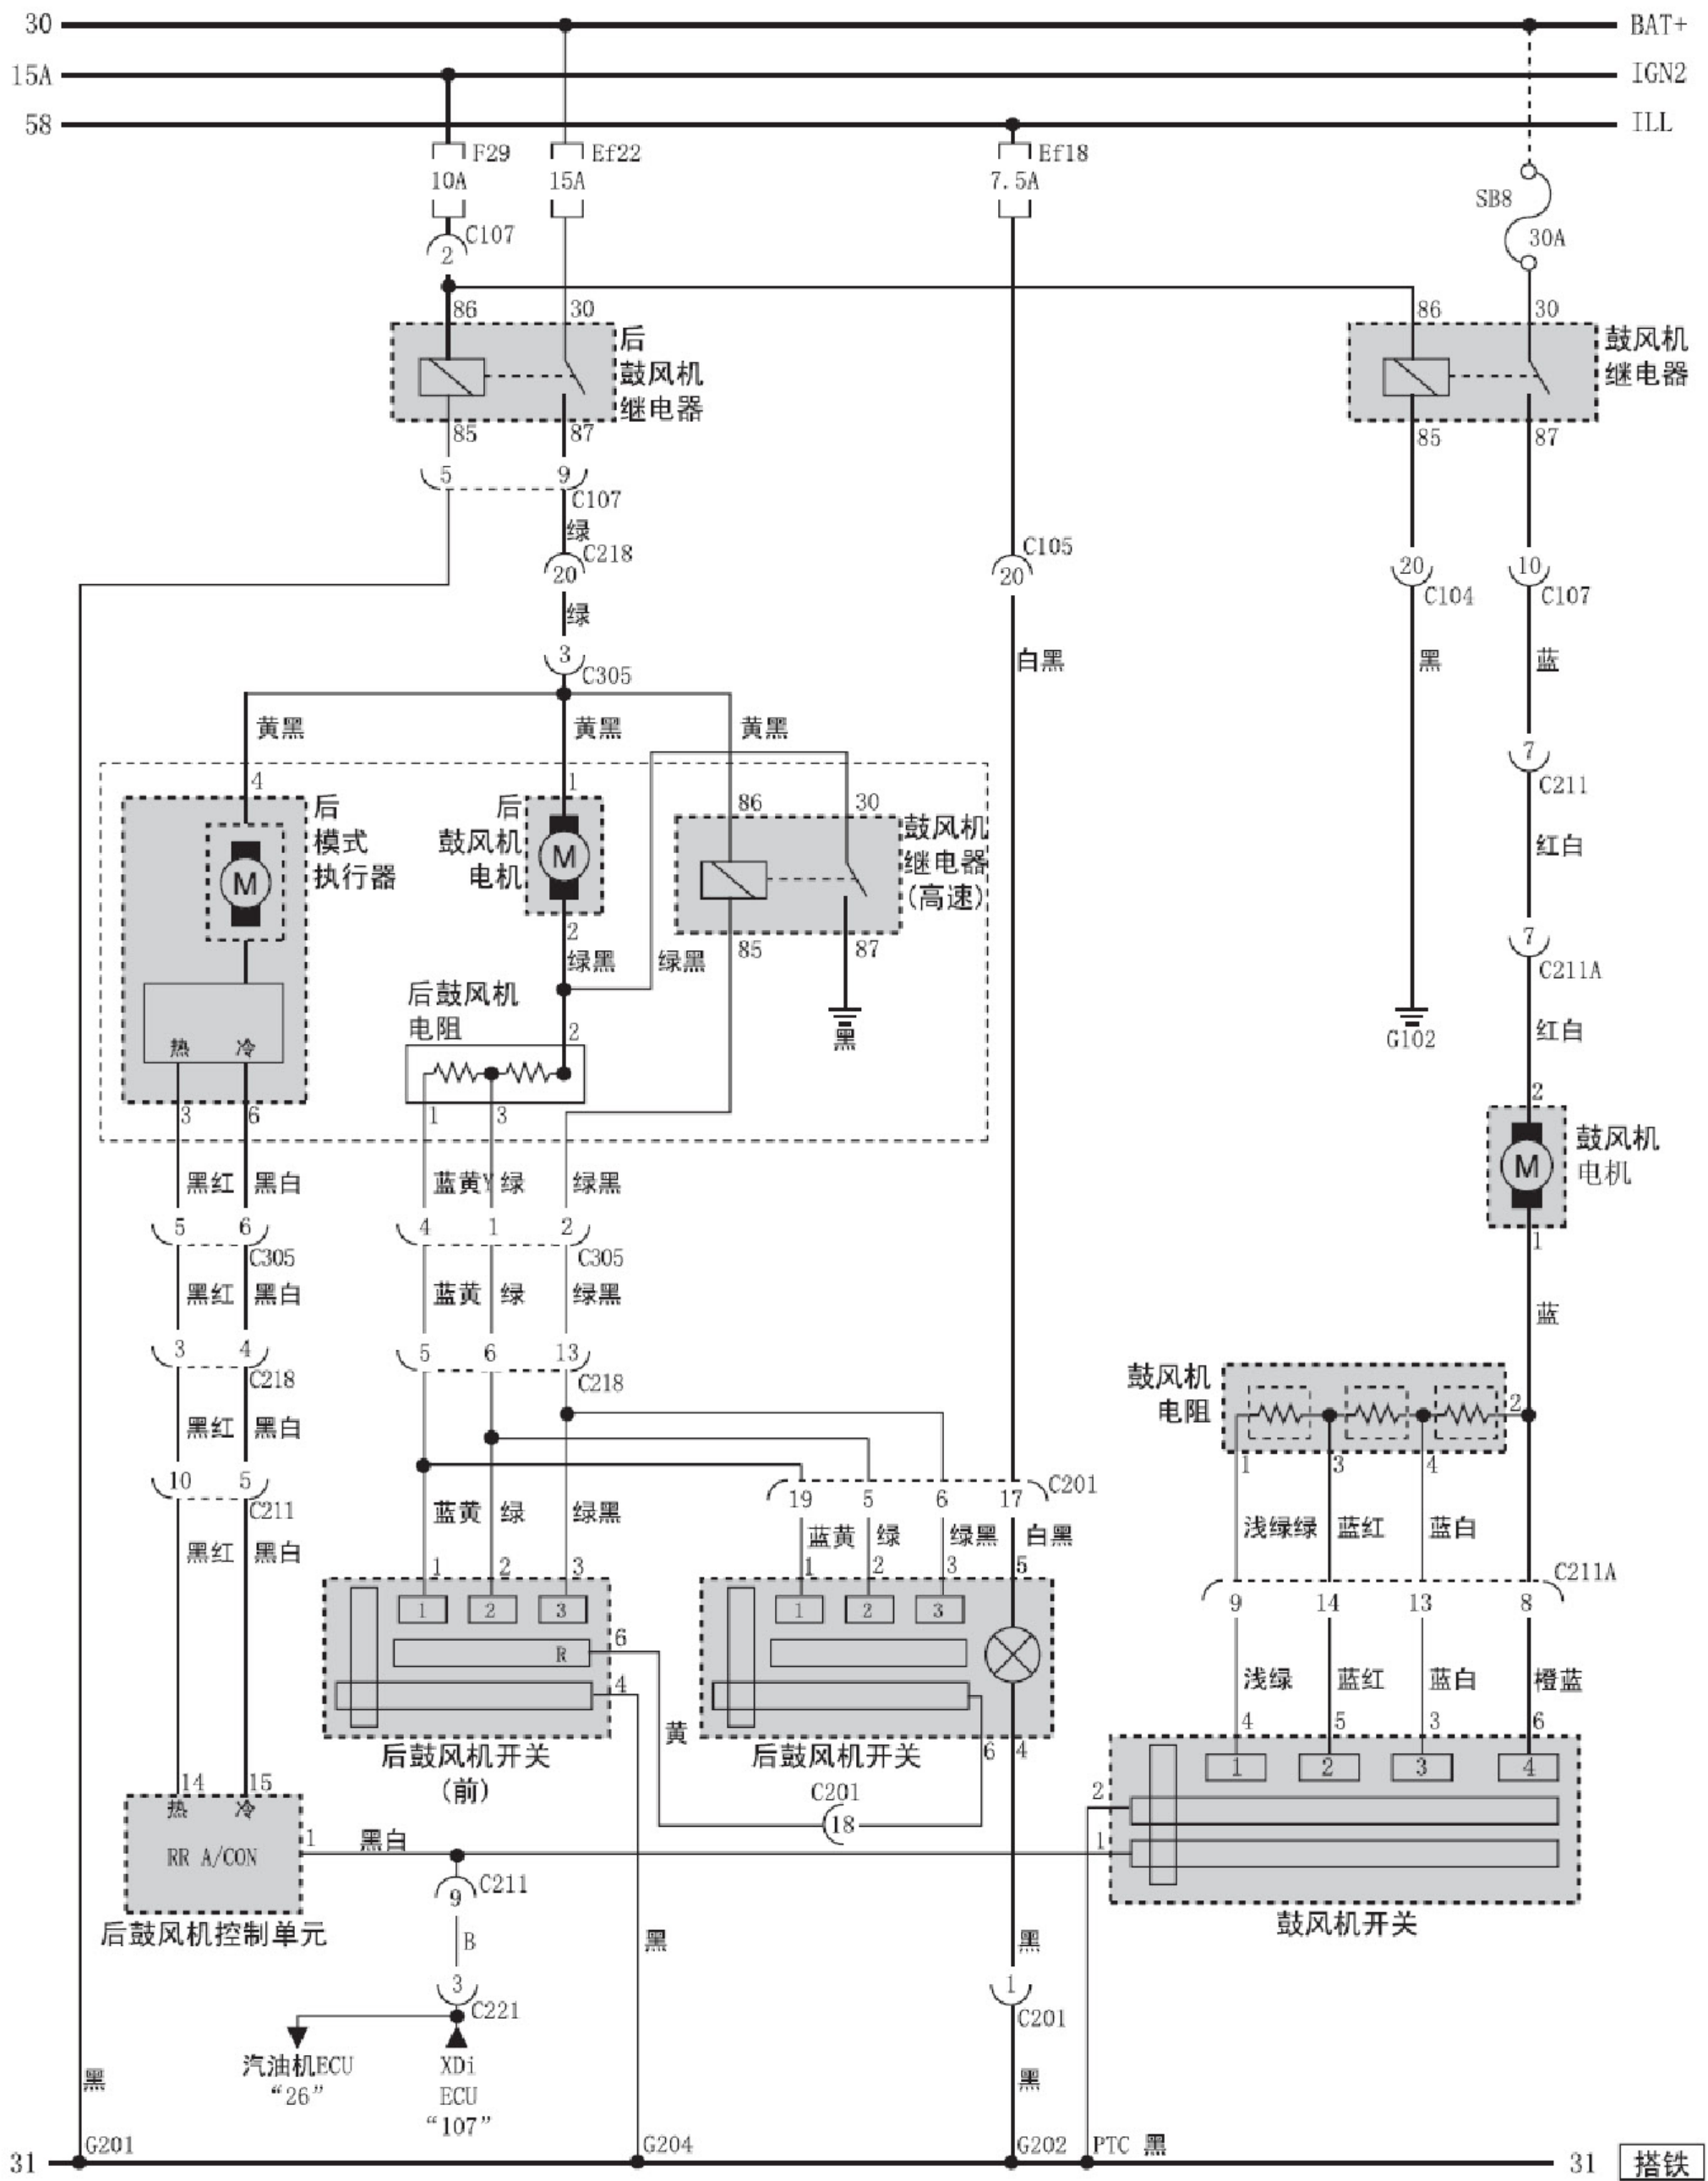 30 BAT+
15A IGN2
58 ILL
F29 Ef22 Ef18
10A 15A 7.5A
SB8
30A
C107
2
86 30 86 30
后
鼓风机
继电器
鼓风机
继电器
85 87 85 87
5 9
C107
绿
C218
20
C105
20
20 10
C104 C107
绿
3
C305
白黑 黑 蓝
黄黑 黄黑 黄黑
7
C211
4 1 86 30
后
模式
执行器
后
鼓风机
电机
鼓风机
继电器
(高速)
M M
红白
2 85 87
绿黑 绿黑
7
C211A
后鼓风机
电阻
2
黑
G102
红白
热 冷
3 6 1 3
2
鼓风机
电机
M
1
黑红 黑白 蓝黄Y 绿 绿黑
5 6 4 1 2
C305 C305
黑红 黑白 蓝黄 绿 绿黑
蓝
3 4 5 6 13
C218 C218
鼓风机
电阻
2
黑红 黑白
1 3 4
10 5
C211
19 5 6 17 C201
蓝黄 绿 绿黑
蓝黄 绿 绿黑 白黑
浅绿绿 蓝红 蓝白
黑红 黑白
1 2 3 1 2 3 5
C211A
9 14 13 8
1 2 3 1 2 3
R
6
4
浅绿 蓝红 蓝白 橙蓝
4 5 3 6
黄
后鼓风机开关
(前)
后鼓风机开关
6 4
C201
18
1 2 3 4
2
1
14 15
热 冷
RR A/CON
1
黑白
后鼓风机控制单元
C211
9
鼓风机开关
B
黑 黑
3
C221
1
C201
汽油机ECU
“26”
XDi
ECU
“107”
黑 黑
G201 G204 G202 PTC 黑
31 31 搭铁